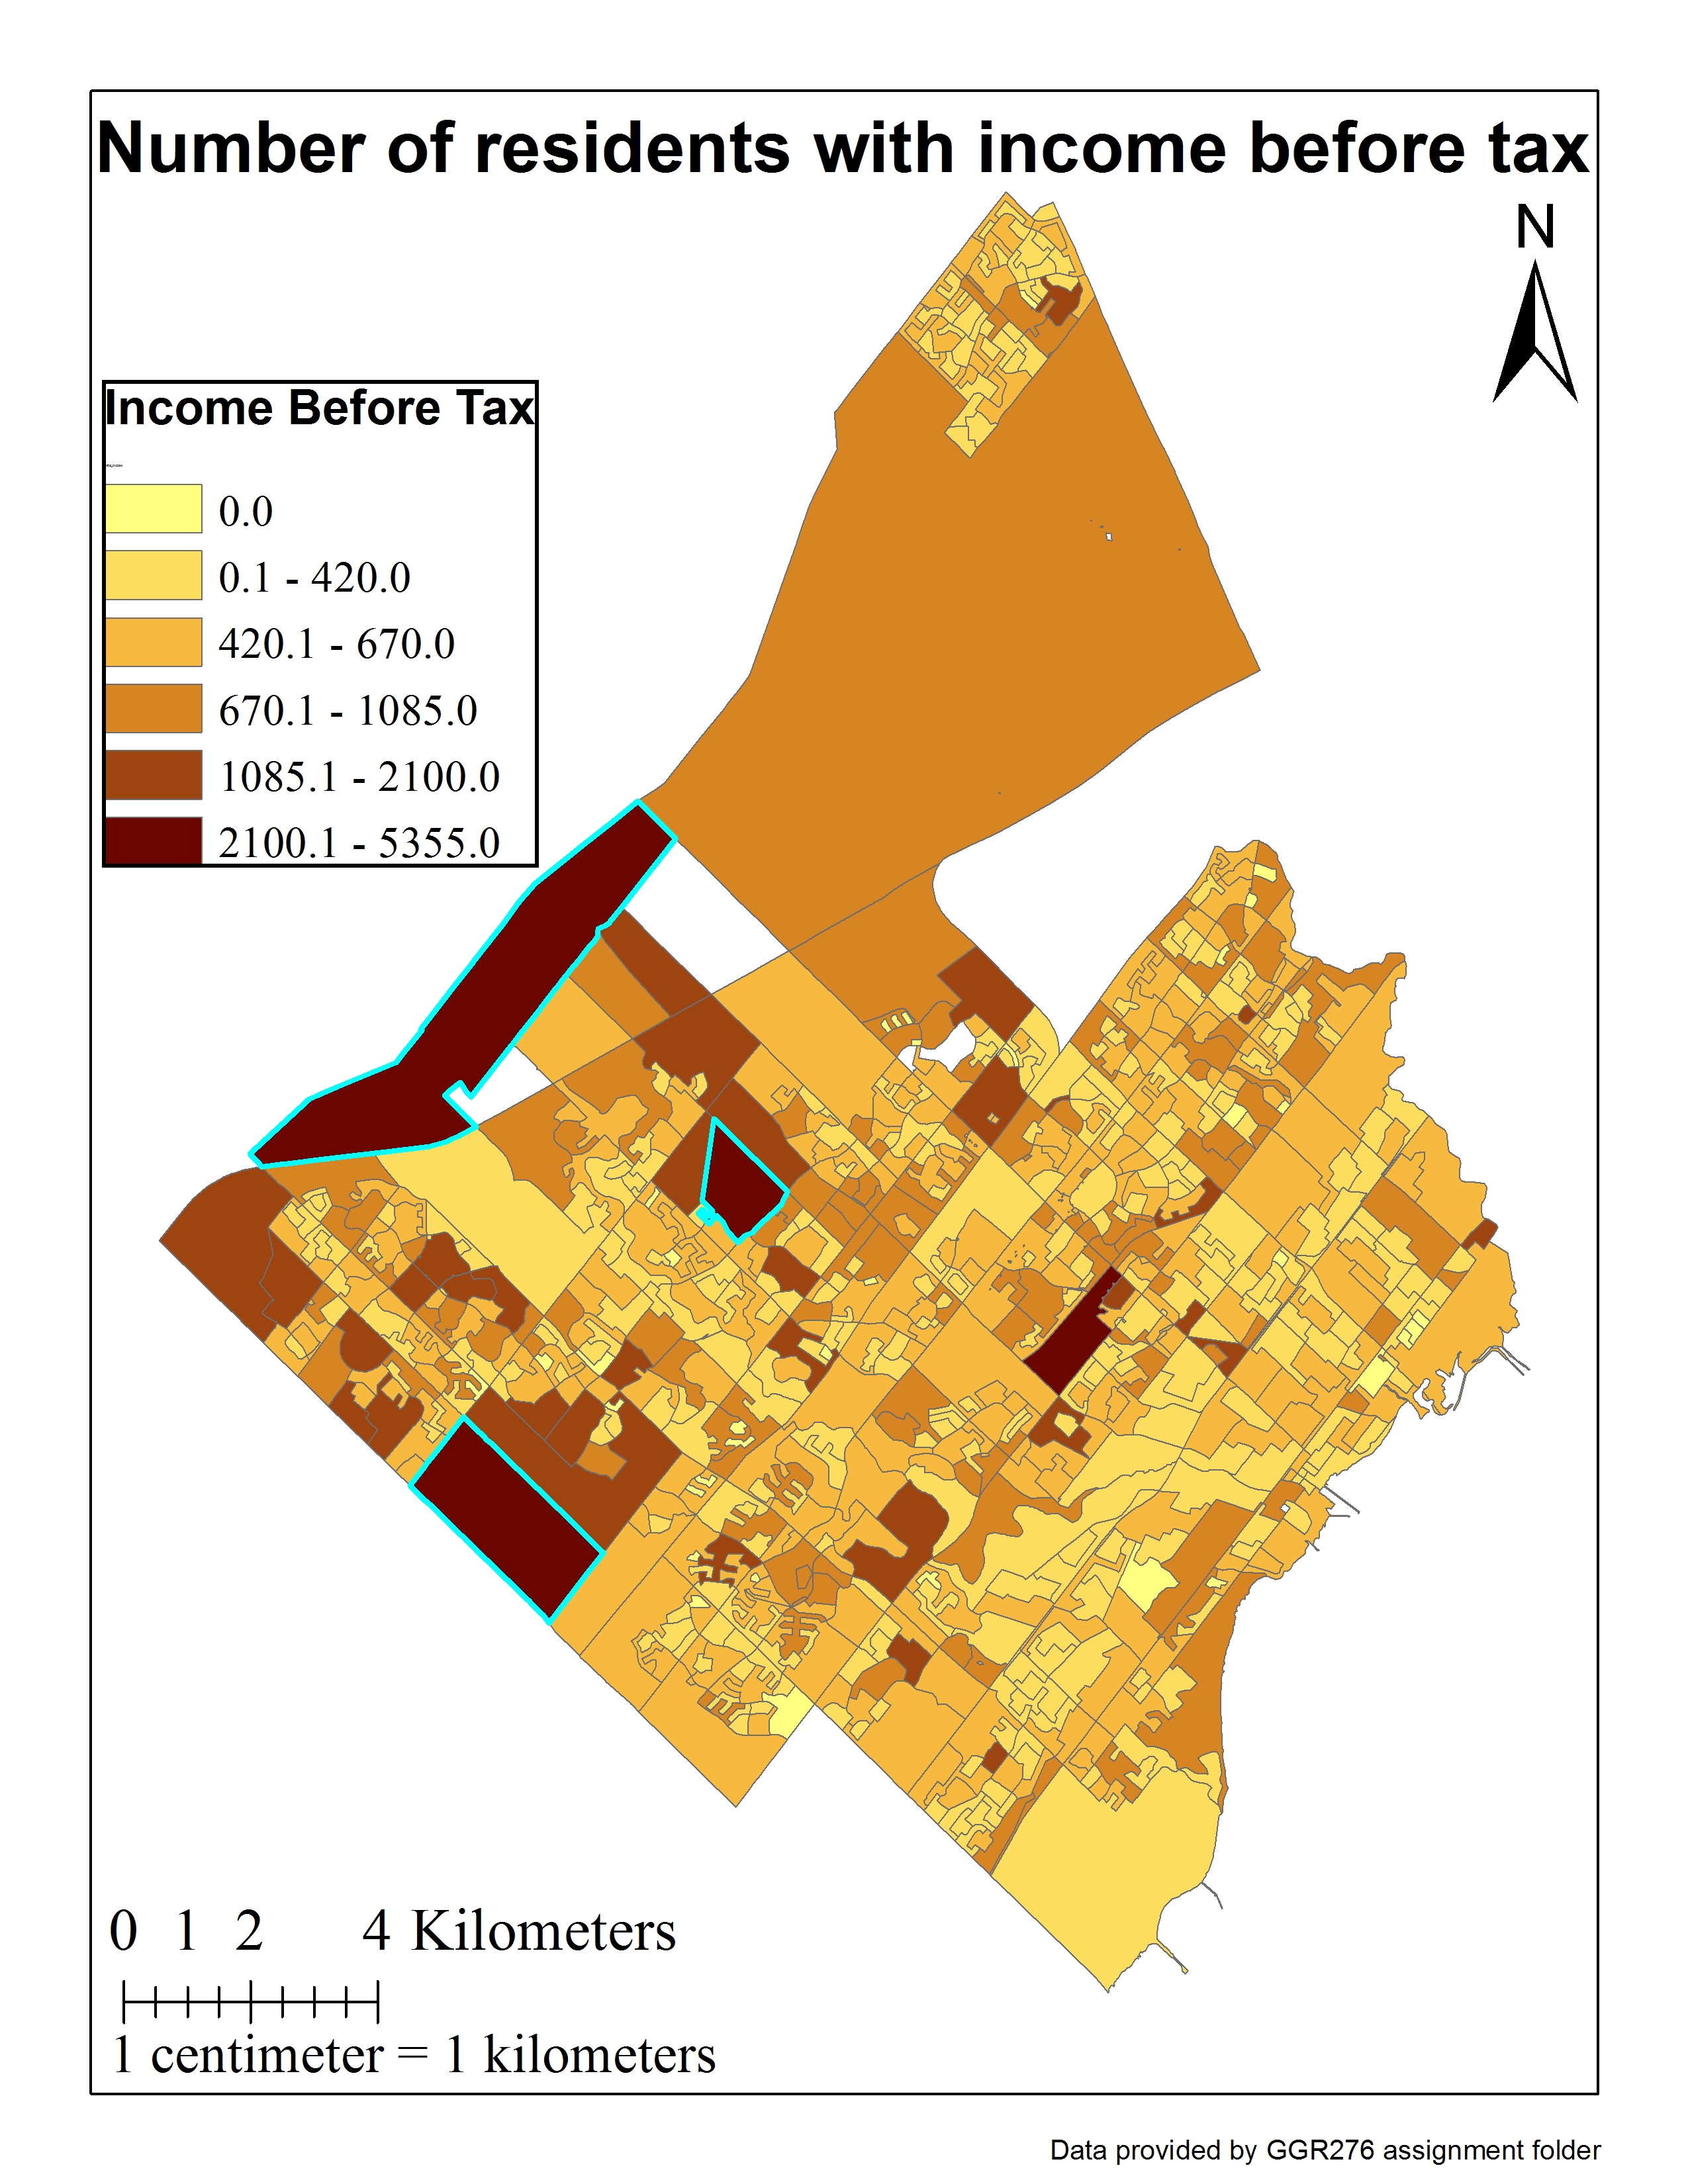 Number of residents with income before tax
N
Income Before Tax
0.0
0.1 - 420.0
420.1 - 670.0
670.1 - 1085.0
1085.1 - 2100.0
2100.1 - 5355.0
0 1 2 4 Kilometers
1 centimeter = 1 kilometers
Data provided by GGR276 assignment folder